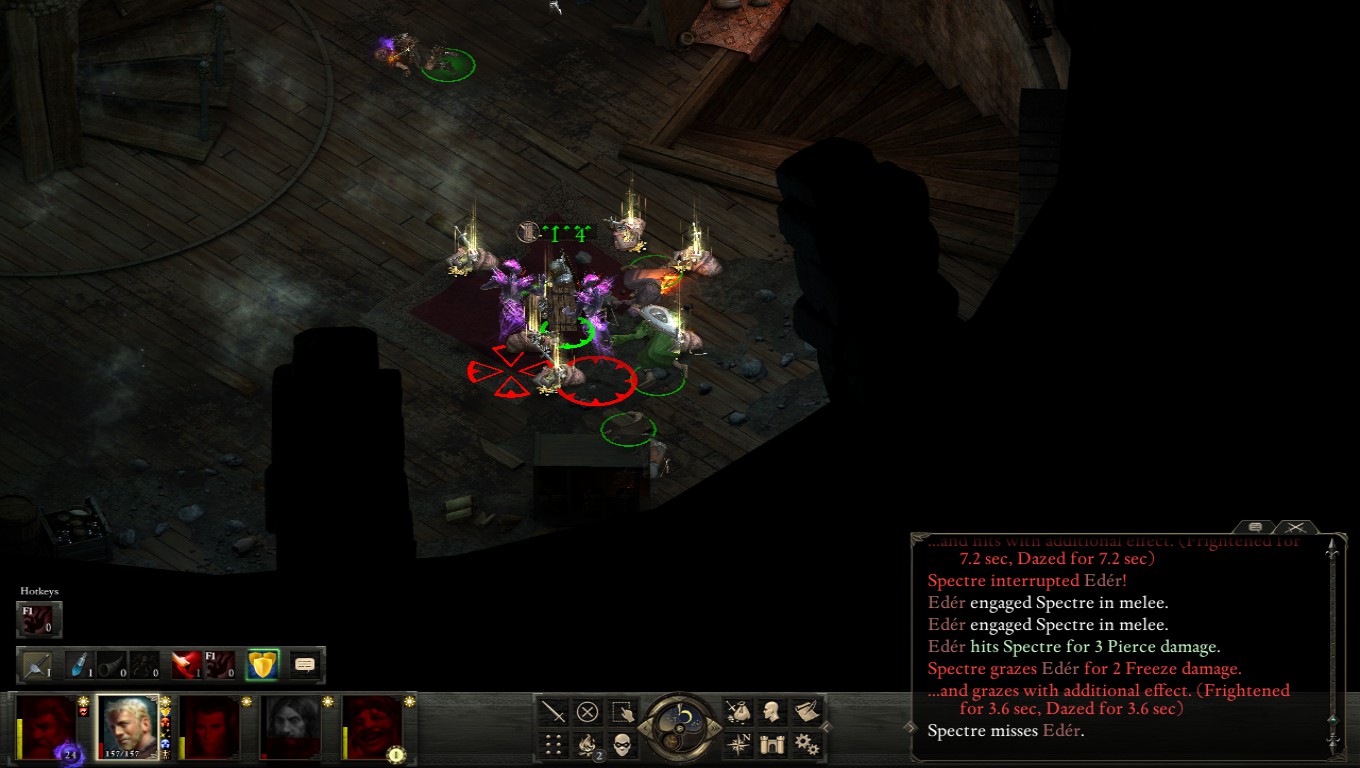 1 4
...and hits with additional effect. (Frightened for
7.2 sec, Dazed for 7.2 sec)
Spectre interrupted Edér!
Edér engaged Spectre in melee.
Edér engaged Spectre in melee.
Edér hits Spectre for 3 Pierce damage.
Spectre grazes Edér for 2 Freeze damage.
...and grazes with additional effect. (Frightened
for 3.6 sec, Dazed for 3.6 sec)
Spectre misses Edér.
Hotkeys
F1
0
1
1
0
0
1
F1
0
24
157/157
1
2